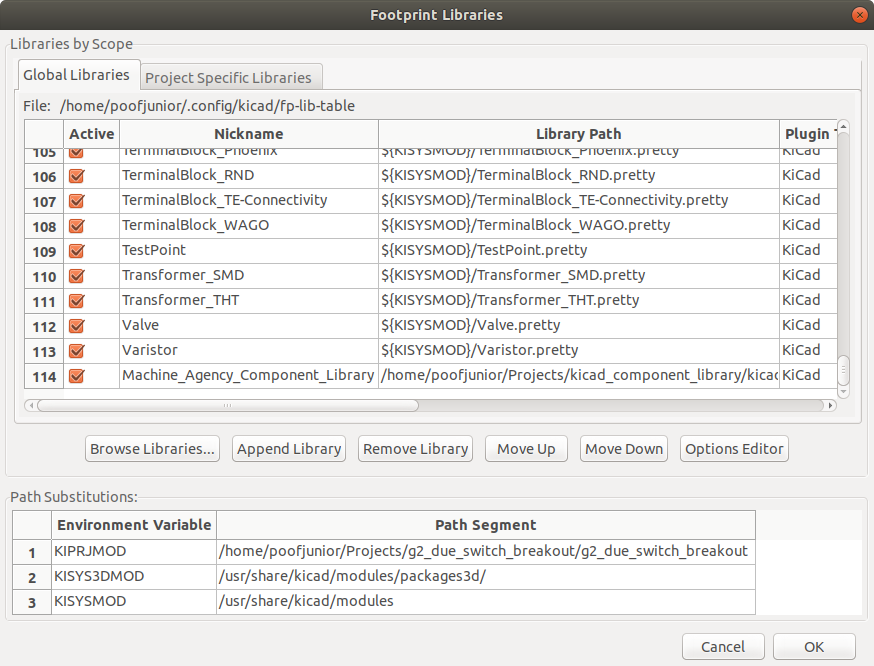 Footprint Libraries
Libraries by Scope
Global Libraries Project Specific Libraries
File: /home/poofjunior/.config/kicad/fp-lib-table
Active Nickname Library Path Plugin
105 TerminalBlock_Phoenix ${KISYSMOD}/TerminalBlock_Phoenix.pretty KiCad
106 TerminalBlock_RND ${KISYSMOD}/TerminalBlock_RND.pretty KiCad
107 TerminalBlock_TE-Connectivity ${KISYSMOD}/TerminalBlock_TE-Connectivity.pretty KiCad
108 TerminalBlock_WAGO ${KISYSMOD}/TerminalBlock_WAGO.pretty KiCad
109 TestPoint ${KISYSMOD}/TestPoint.pretty KiCad
110 Transformer_SMD ${KISYSMOD}/Transformer_SMD.pretty KiCad
111 Transformer_THT ${KISYSMOD}/Transformer_THT.pretty KiCad
112 Valve ${KISYSMOD}/Valve.pretty KiCad
113 Varistor ${KISYSMOD}/Varistor.pretty KiCad
114 Machine_Agency_Component_Library /home/poofjunior/Projects/kicad_component_library/kicad KiCad
Browse Libraries... Append Library Remove Library Move Up Move Down Options Editor
Path Substitutions:
Environment Variable Path Segment
1 KIPRJMOD /home/poofjunior/Projects/g2_due_switch_breakout/g2_due_switch_breakout
2 KISYS3DMOD /usr/share/kicad/modules/packages3d/
3 KISYSMOD /usr/share/kicad/modules
Cancel OK